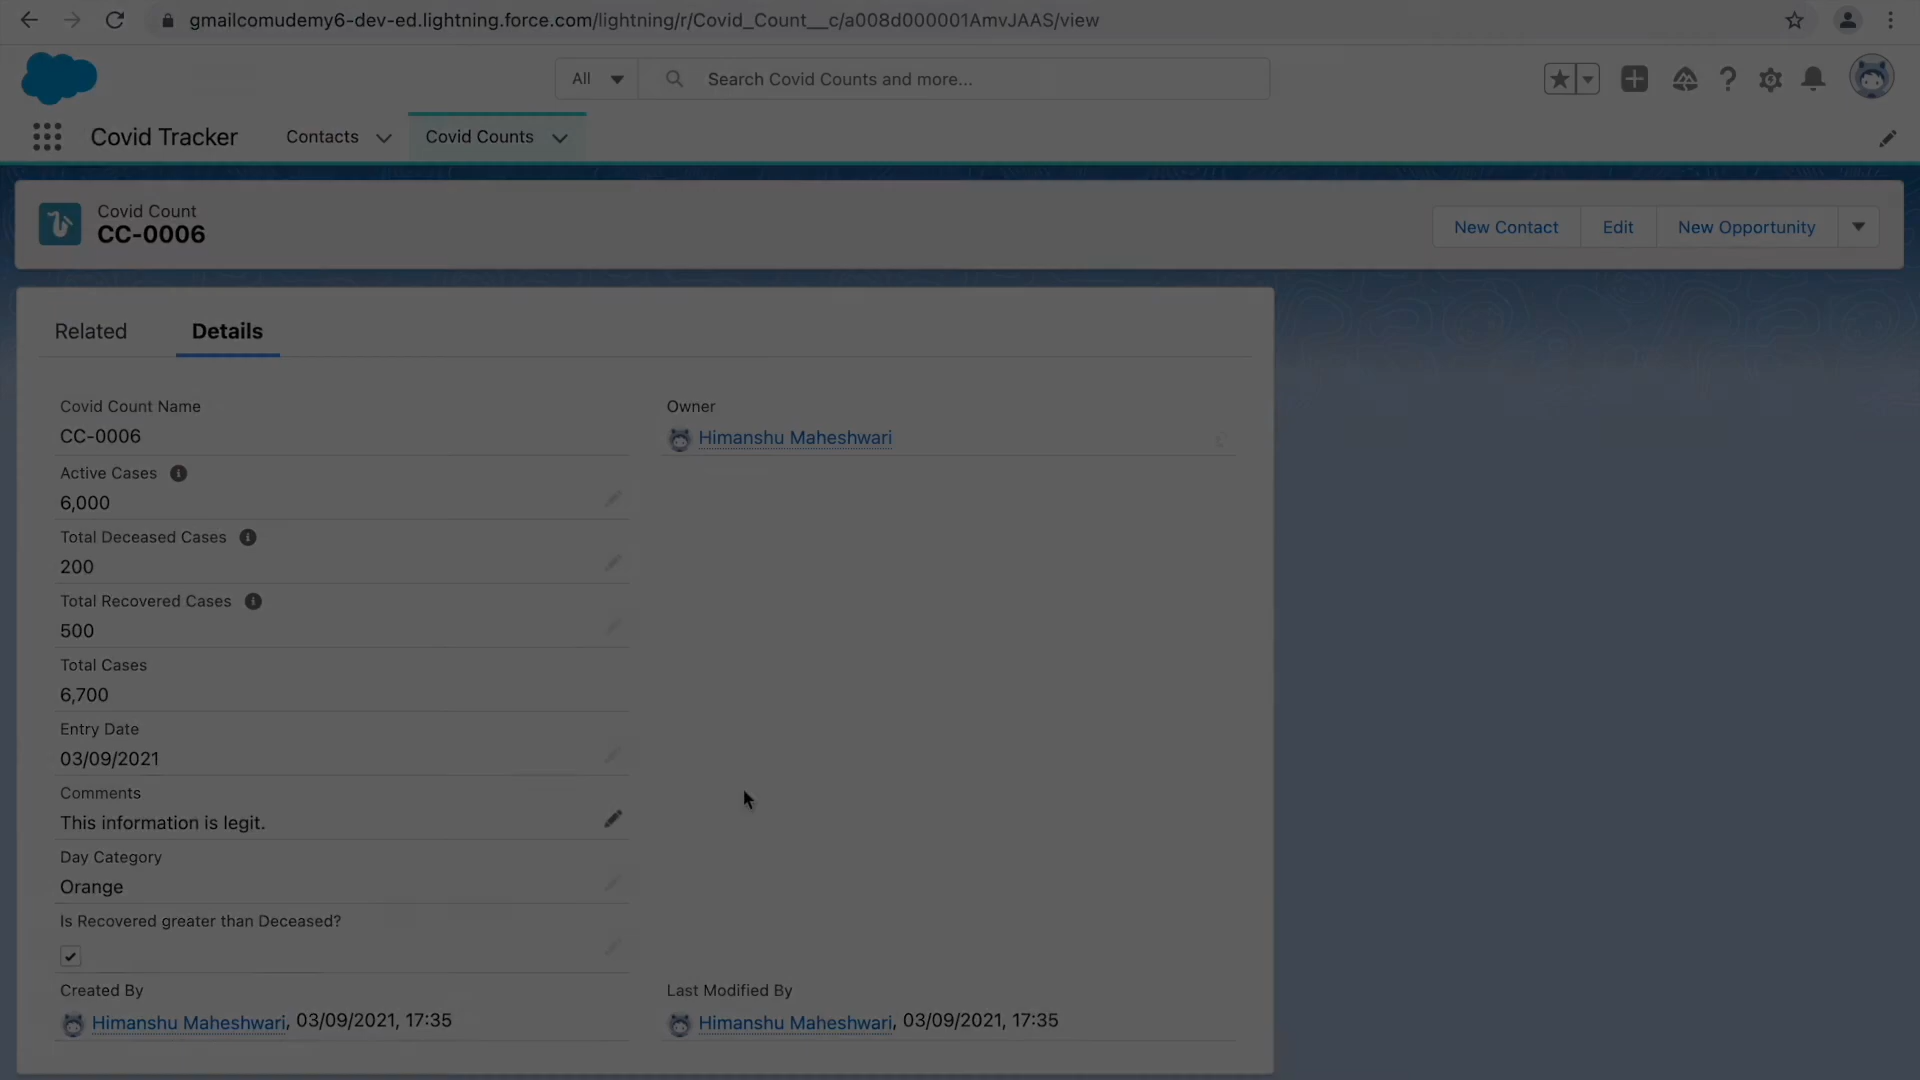 gmailcomudemy6-dev-ed.lightning.force.com/lightning/r/Covid_Count__c/a008d000001AmvJAAS/view
All
Search Covid Counts and more...
Covid Tracker
Contacts
Covid Counts
Covid Count
CC-0006
New Contact
Edit
New Opportunity
Related
Details
Covid Count Name
CC-0006
Owner
Himanshu Maheshwari
Active Cases
6,000
Total Deceased Cases
200
Total Recovered Cases
500
Total Cases
6,700
Entry Date
03/09/2021
Comments
This information is legit.
Day Category
Orange
Is Recovered greater than Deceased?
Created By
Himanshu Maheshwari, 03/09/2021, 17:35
Last Modified By
Himanshu Maheshwari, 03/09/2021, 17:35